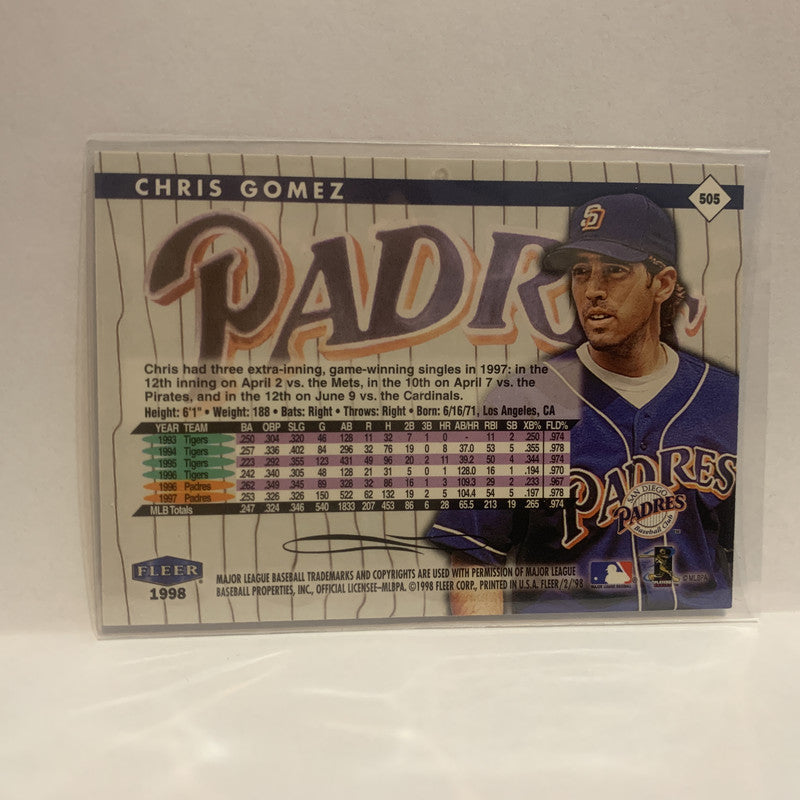 CHRIS GOMEZ
505
SD
PADRE
Chris had three extra-inning, game-winning singles in 1997: in the
12th inning on April 2 vs. the Mets, in the 10th on April 7 vs. the
Pirates, and in the 12th on June 9 vs. the Cardinals.
Height: 6'1" • Weight: 188 • Bats: Right • Throws: Right • Born: 6/16/71, Los Angeles, CA
YEAR TEAM BA OBP SLG G AB R H 2B 3B HR AB/HR RBI SB XB% FLD%
1993 Tigers .250 .304 .320 46 128 11 32 7 1 0 - 11 2 .250 .974
1994 Tigers .257 .336 .402 84 296 32 76 19 0 8 37.0 53 5 .355 .978
1995 Tigers .223 .292 .355 123 431 49 96 20 2 11 39.2 50 4 .344 .974
1996 Tigers .242 .340 .305 48 128 21 31 5 0 1 128.0 16 1 .194 .970
1996 Padres .262 .349 .345 89 328 32 86 16 1 3 109.3 29 2 .233 .967
1997 Padres .253 .326 .326 150 522 62 132 19 2 5 104.4 54 5 .197 .978
MLB Totals .247 .324 .346 540 1833 207 453 86 6 28 65.5 213 19 .265 .974
PADRES
SAN DIEGO
PADRES
Baseball Club
FLEER
1998
MAJOR LEAGUE BASEBALL TRADEMARKS AND COPYRIGHTS ARE USED WITH PERMISSION OF MAJOR LEAGUE
BASEBALL PROPERTIES, INC., OFFICIAL LICENSEE–MLBPA. ©1998 FLEER CORP., PRINTED IN U.S.A. FLEER/2/'98
MAJOR LEAGUE BASEBALL
©MLBPA